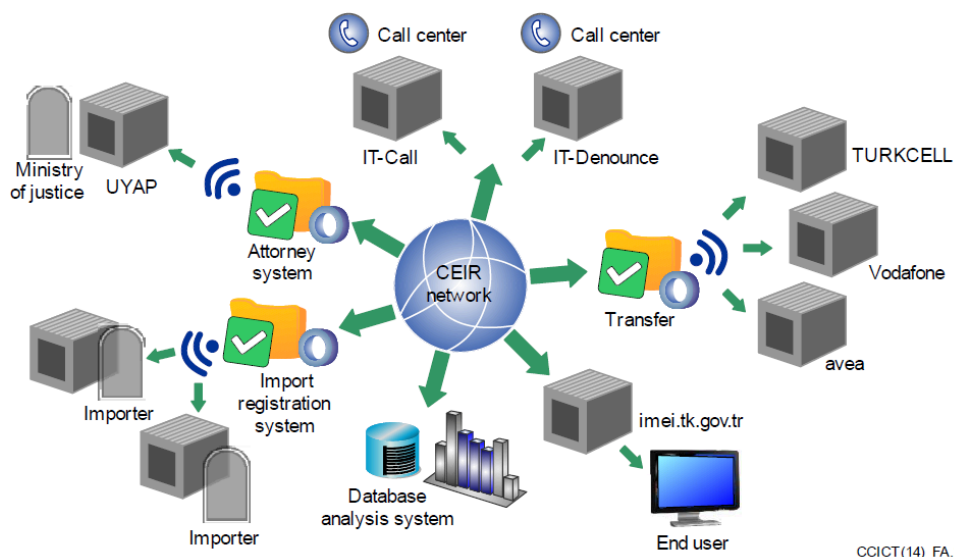 Call center
Call center
IT-Call
IT-Denounce
TURKCELL
Ministry
of justice
UYAP
Attorney
system
CEIR
network
Vodafone
Transfer
avea
Importer
Import
registration
system
imei.tk.gov.tr
Database
analysis system
Importer
End user
CCICT(14)_FA.